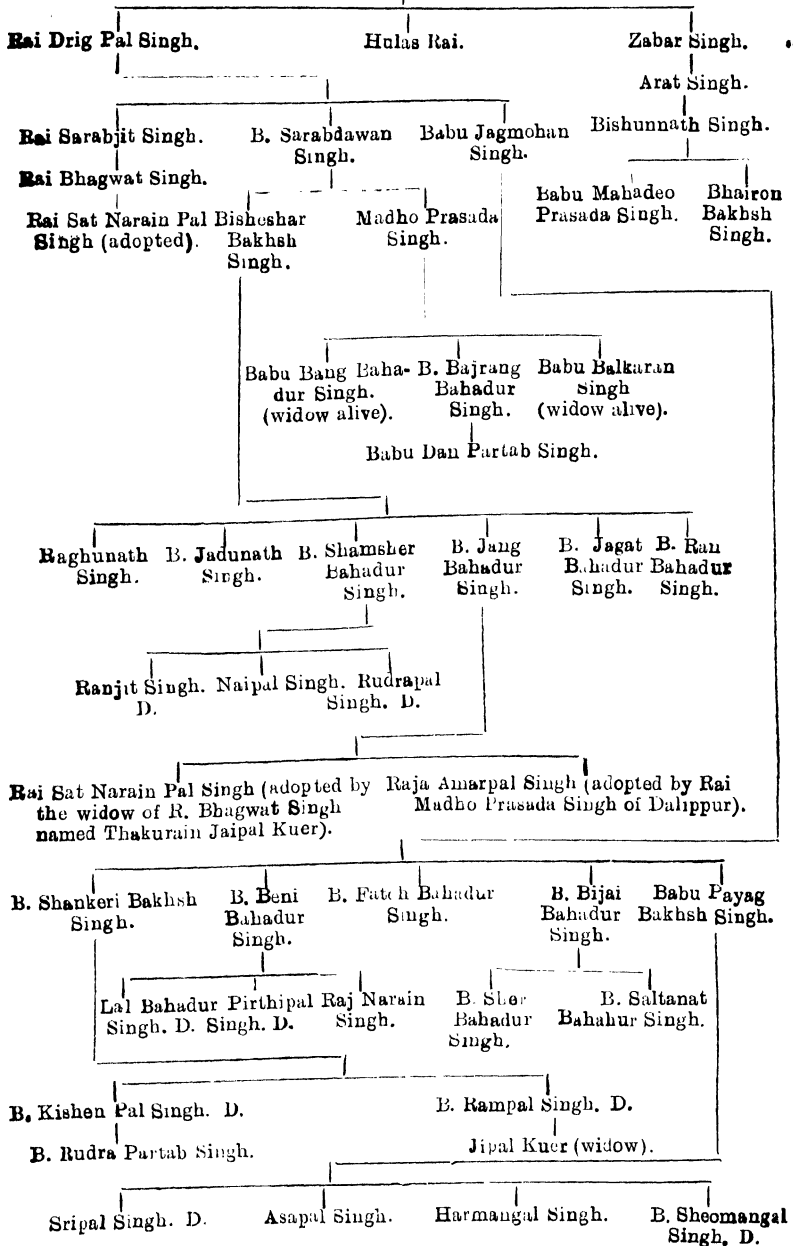 Rai Drig Pal Singh. Hulas Rai. Zabar Singh.
Arat Singh.
Rai Sarabjit Singh. B. Sarabdawan Babu Jagmohan Bishunnath Singh.
Singh. Singh.
Rai Bhagwat Singh.
Babu Mahadeo Bhairon
Rai Sat Narain Pal Bisheshar Madho Prasada Prasada Singh. Bakhsh
Singh (adopted). Bakhsh Singh. Singh.
Singh.
Babu Bang Baha- B. Bajrang Babu Balkaran
dur Singh. Bahadur Singh
(widow alive). Singh. (widow alive).
Babu Dan Partab Singh.
Raghunath B. Jadunath B. Shamsher B. Jang B. Jagat B. Ran
Singh. Singh. Bahadur Bahadur Bahadur Bahadur
Singh. Singh. Singh. Singh.
Ranjit Singh. Naipal Singh. Rudrapal
D. Singh. D.
Rai Sat Narain Pal Singh (adopted by Raja Amarpal Singh (adopted by Rai
the widow of R. Bhagwat Singh Madho Prasada Singh of Dalippur).
named Thakurain Jaipal Kuer).
B. Shankeri Bakhsh B. Beni B. Fateh Bahadur B. Bijai Babu Payag
Singh. Bahadur Singh. Bahadur Bakhsh Singh.
Singh. Singh.
Lal Bahadur Pirthipal Raj Narain B. Sher B. Saltanat
Singh. D. Singh. D. Singh. Bahadur Bahahur Singh.
Singh.
B. Kishen Pal Singh. D. B. Rampal Singh. D.
B. Rudra Partab Singh. Jipal Kuer (widow).
Sripal Singh. D. Asapal Singh. Harmangal Singh. B. Sheomangal
Singh. D.